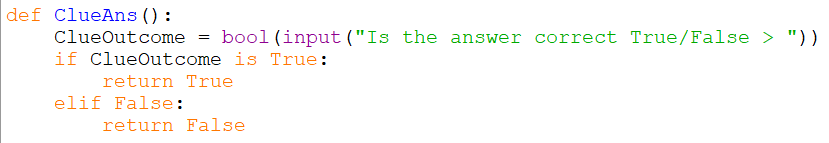 def ClueAns():
    ClueOutcome = bool(input("Is the answer correct True/False > "))
    if ClueOutcome is True:
        return True
    elif False:
        return False